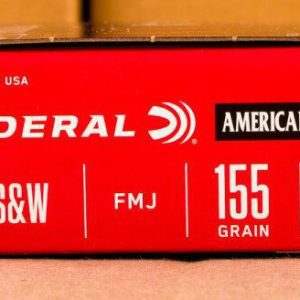 USA
DERAL AMERICA
S&W FMJ 155
GRAIN